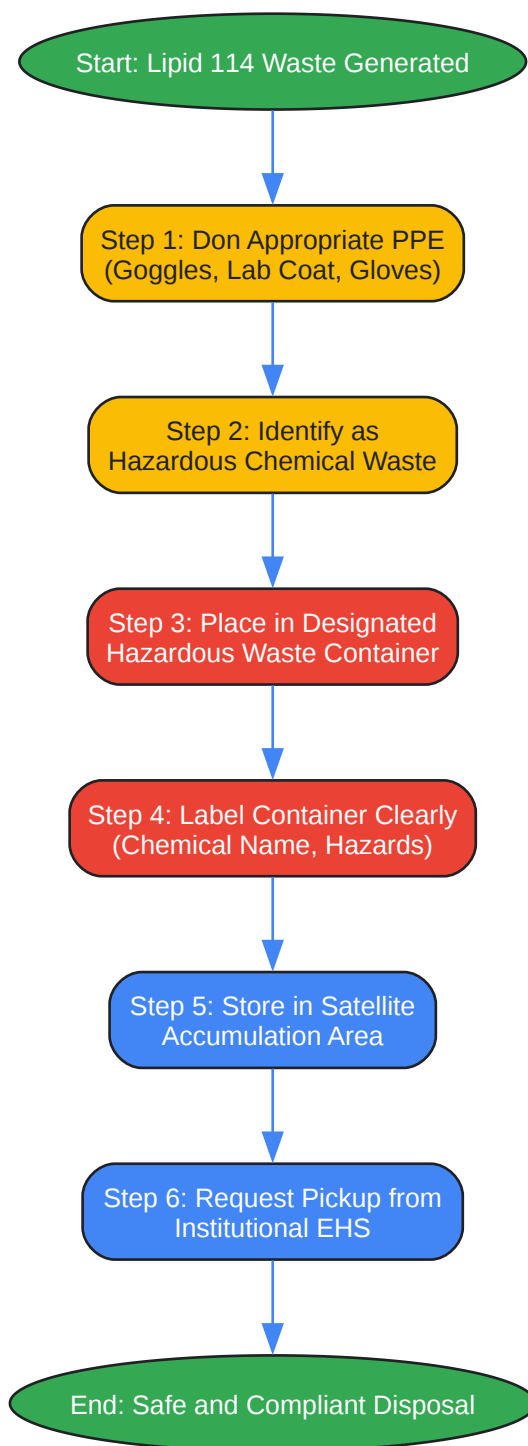 Start: Lipid 114 Waste Generated
Step 1: Don Appropriate PPE
(Goggles, Lab Coat, Gloves)
Step 2: Identify as
Hazardous Chemical Waste
Step 3: Place in Designated
Hazardous Waste Container
Step 4: Label Container Clearly
(Chemical Name, Hazards)
Step 5: Store in Satellite
Accumulation Area
Step 6: Request Pickup from
Institutional EHS
End: Safe and Compliant Disposal